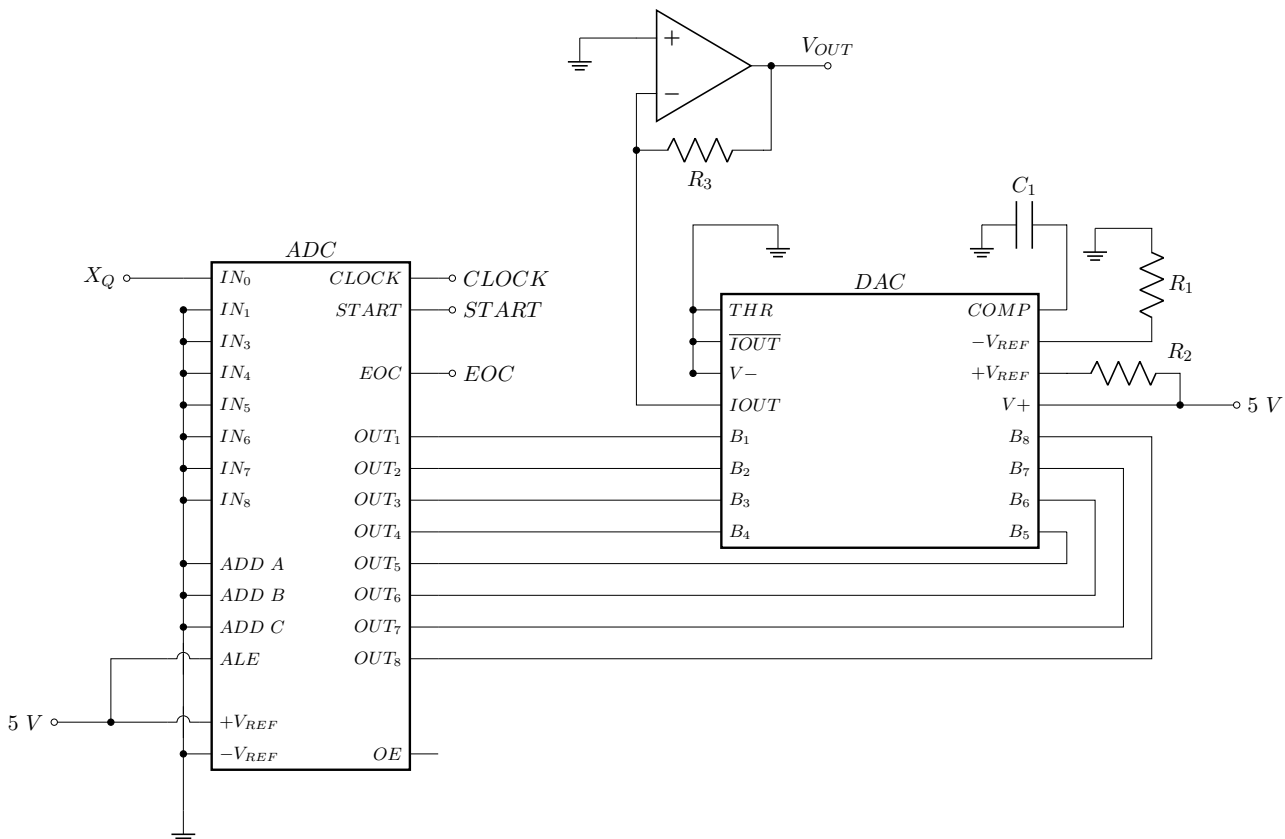 V_OUT
+
−
R_3
C_1
R_1
R_2
ADC
X_Q
IN_0
IN_1
IN_3
IN_4
IN_5
IN_6
IN_7
IN_8
ADD A
ADD B
ADD C
ALE
+V_REF
−V_REF
5 V
CLOCK
START
EOC
OUT_1
OUT_2
OUT_3
OUT_4
OUT_5
OUT_6
OUT_7
OUT_8
OE
CLOCK
START
EOC
DAC
THR
\overline{IOUT}
V−
IOUT
B_1
B_2
B_3
B_4
COMP
−V_REF
+V_REF
V+
B_8
B_7
B_6
B_5
5 V